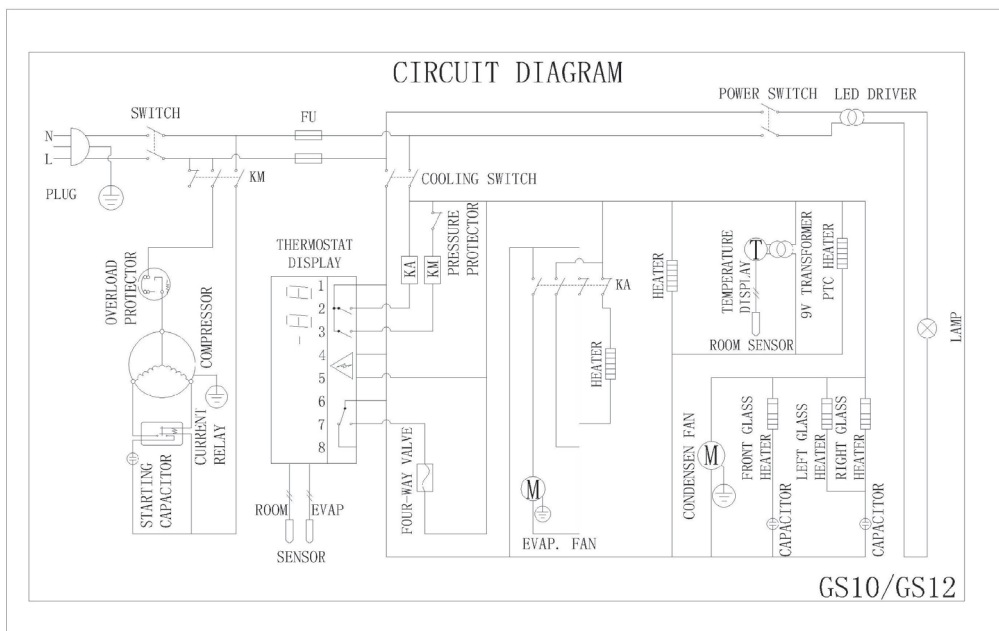 CIRCUIT DIAGRAM
POWER SWITCH
LED DRIVER
SWITCH
FU
N
L
PLUG
KM
COOLING SWITCH
THERMOSTAT
DISPLAY
1
2
3
4
5
6
7
8
KA
KM
PRESSURE
PROTECTOR
OVERLOAD
PROTECTOR
COMPRESSOR
CURRENT
RELAY
STARTING
CAPACITOR
ROOM
EVAP
SENSOR
FOUR-WAY VALVE
M
EVAP. FAN
KA
HEATER
HEATER
TEMPERATURE
DISPLAY
T
9V TRANSFORMER
PTC HEATER
ROOM SENSOR
LAMP
CONDENSEN FAN
M
FRONT GLASS
HEATER
LEFT GLASS
HEATER
RIGHT GLASS
HEATER
CAPACITOR
CAPACITOR
GS10/GS12